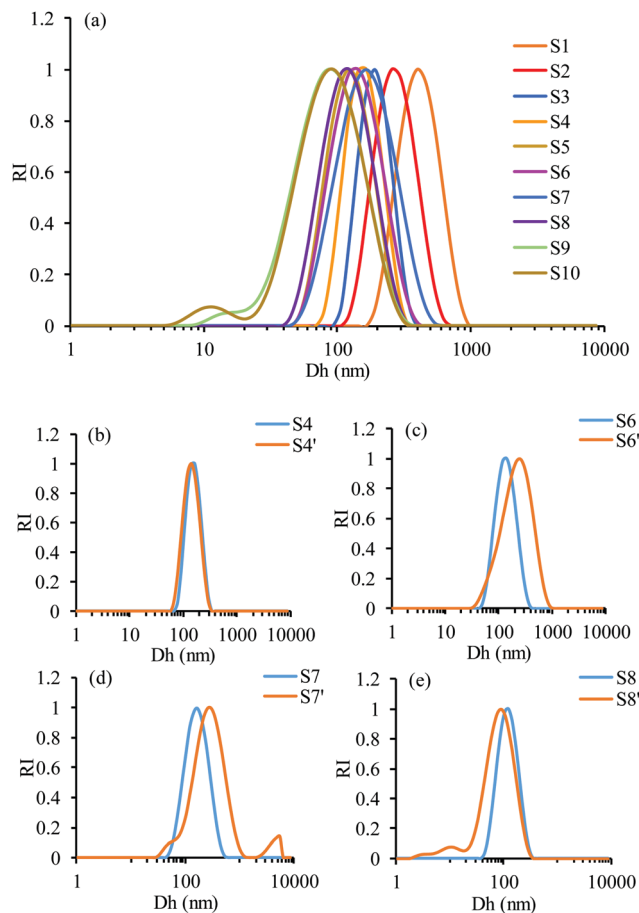 (a)
1.2
1
0.8
0.6
0.4
0.2
0
RI
1 10 100 1000 10000
Dh (nm)
S1
S2
S3
S4
S5
S6
S7
S8
S9
S10
(b)
S4
S4'
1.2
1
0.8
0.6
0.4
0.2
0
RI
1 10 100 1000 10000
Dh (nm)
(c)
S6
S6'
1.2
1
0.8
0.6
0.4
0.2
0
RI
1 10 100 1000 10000
Dh (nm)
(d)
S7
S7'
1.2
1
0.8
0.6
0.4
0.2
0
RI
1 100 10000
Dh (nm)
(e)
S8
S8'
1.2
1
0.8
0.6
0.4
0.2
0
RI
1 10 100 1000 10000
Dh (nm)